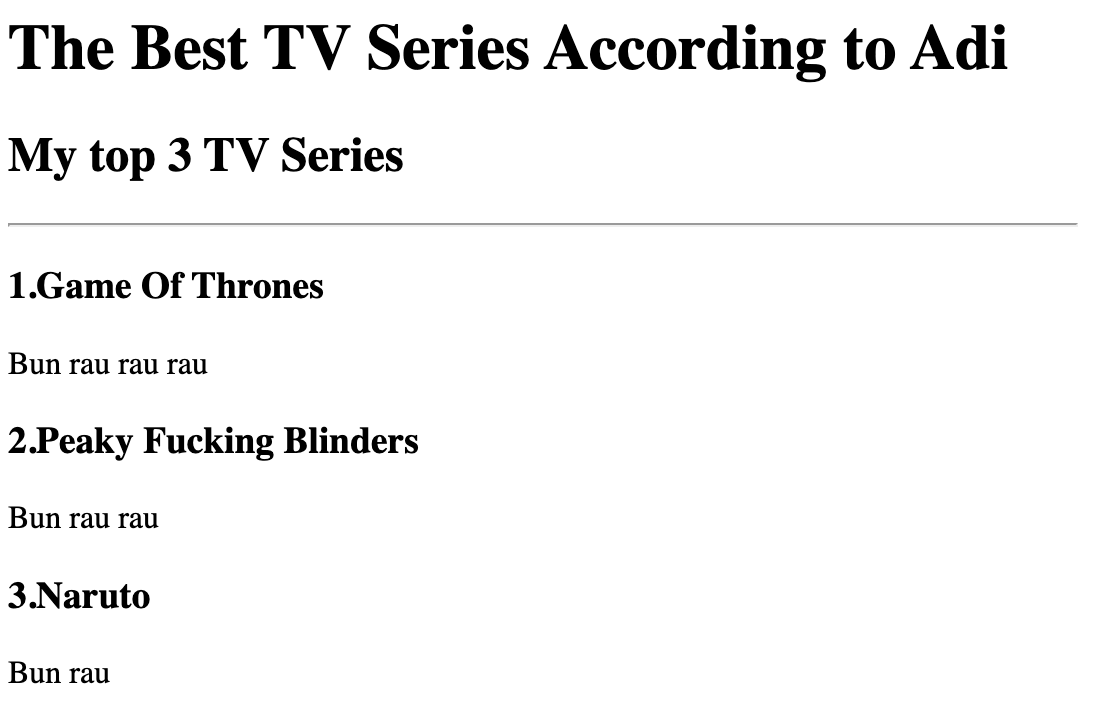 The Best TV Series According to Adi
My top 3 TV Series
1.Game Of Thrones
Bun rau rau rau
2.Peaky Fucking Blinders
Bun rau rau
3.Naruto
Bun rau